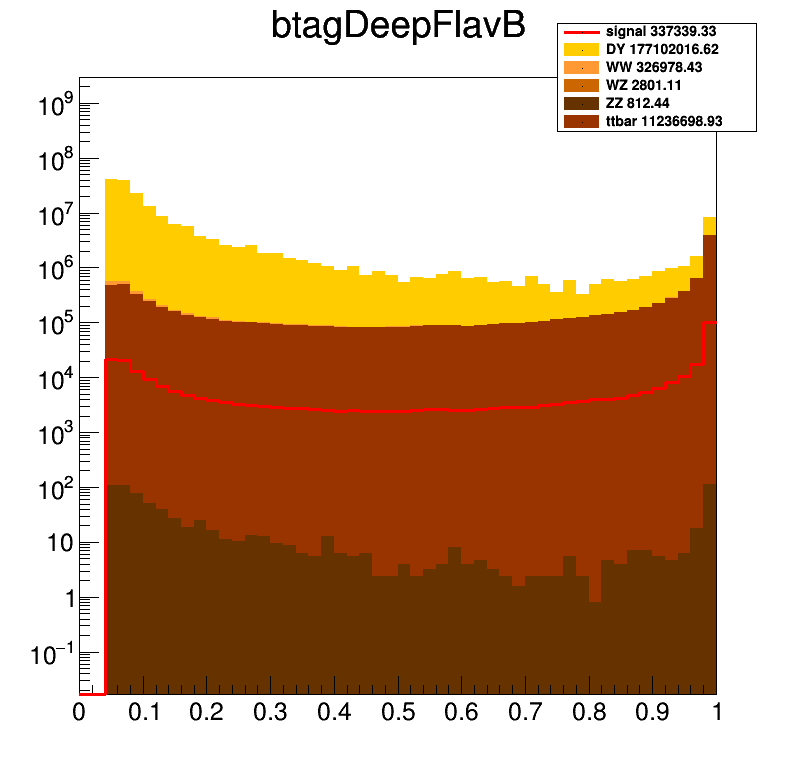 btagDeepFlavB
signal 337339.33
DY 177102016.62
WW 326978.43
WZ 2801.11
ZZ 812.44
ttbar 11236698.93
10⁹
10⁸
10⁷
10⁶
10⁵
10⁴
10³
10²
10
1
10⁻¹
0 0.1 0.2 0.3 0.4 0.5 0.6 0.7 0.8 0.9 1